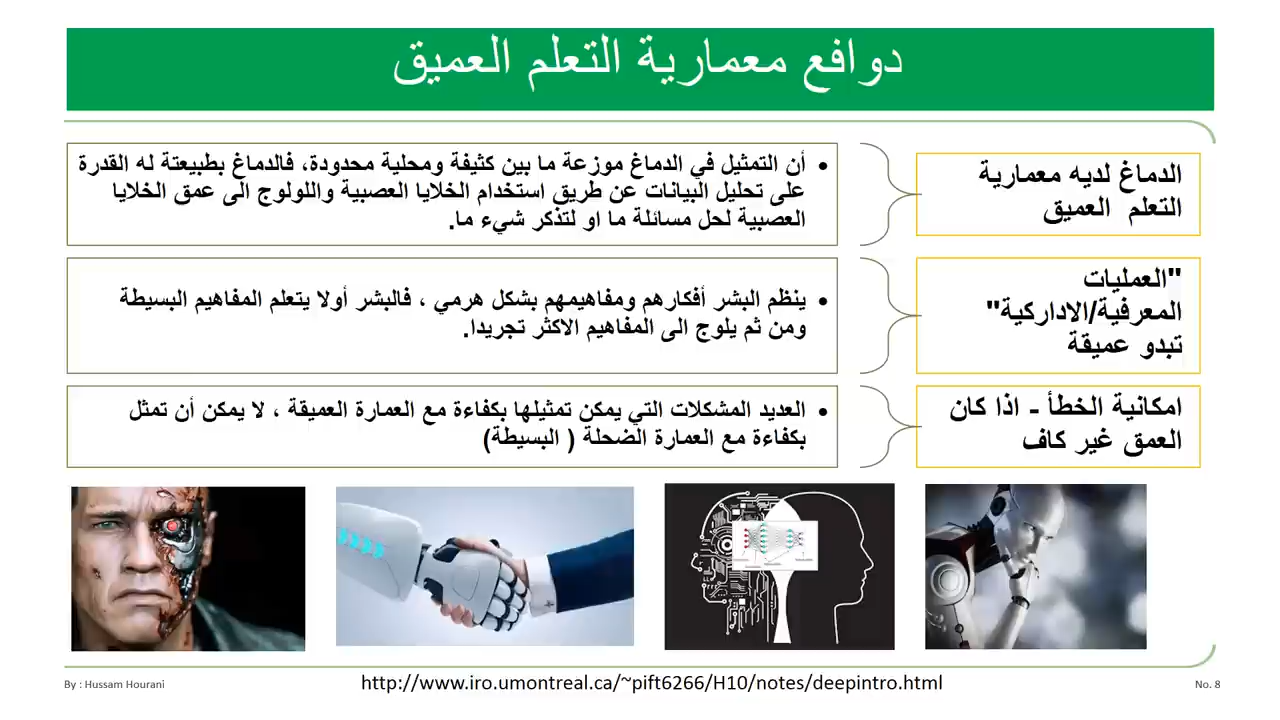 دوافع معمارية التعلم العميق
الدماغ لديه معمارية
التعلم العميق
• أن التمثيل في الدماغ موزعة ما بين كثيفة ومحلية محدودة، فالدماغ بطبيعتة له القدرة
على تحليل البيانات عن طريق استخدام الخلايا العصبية واللولوج الى عمق الخلايا
العصبية لحل مسائلة ما او لتذكر شيء ما.
"العمليات
المعرفية/الاداركية"
تبدو عميقة
• ينظم البشر أفكارهم ومفاهيمهم بشكل هرمي ، فالبشر أولا يتعلم المفاهيم البسيطة
ومن ثم يلوج الى المفاهيم الاكثر تجريدا.
امكانية الخطأ - اذا كان
العمق غير كاف
• العديد المشكلات التي يمكن تمثيلها بكفاءة مع العمارة العميقة ، لا يمكن أن تمثل
بكفاءة مع العمارة الضحلة ( البسيطة)
By : Hussam Hourani
http://www.iro.umontreal.ca/~pift6266/H10/notes/deepintro.html
No. 8